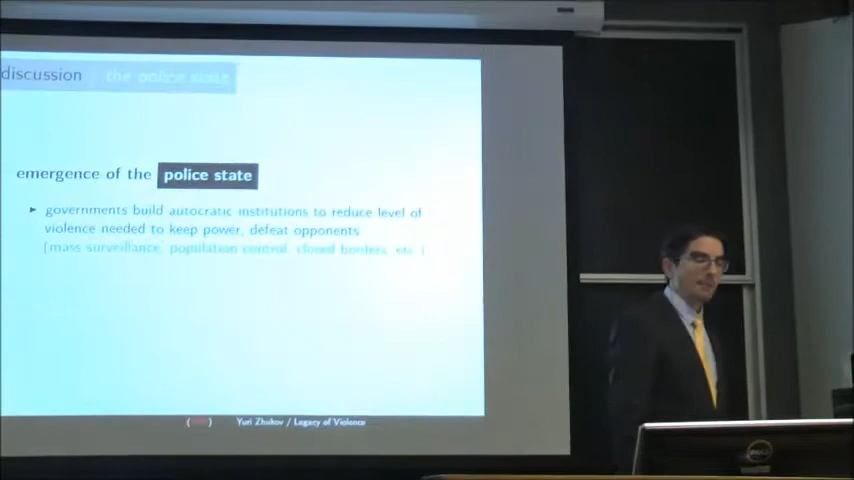 discussion the police state
emergence of the police state
governments build autocratic institutions to reduce level of
violence needed to keep power, defeat opponents
(mass surveillance, population control, closed borders, etc.)
Yuri Zhukov / Legacy of Violence
DELL